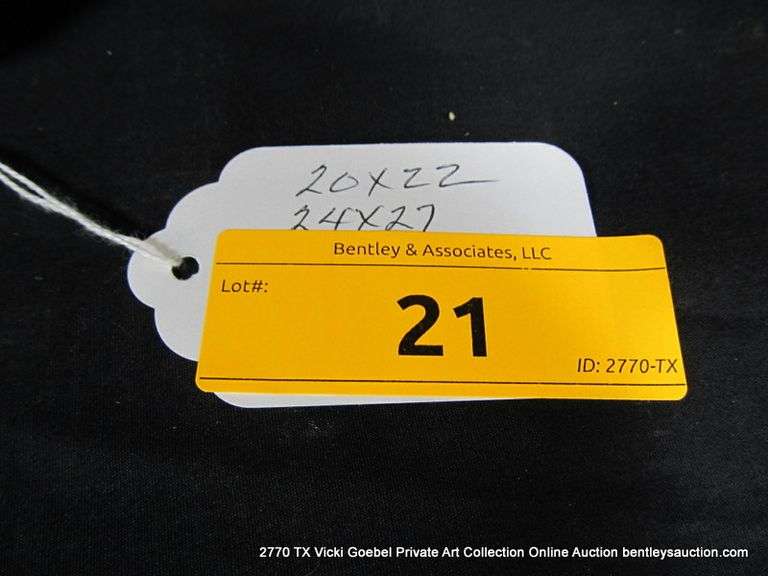 20X22
24X27
Bentley & Associates, LLC
Lot#:
21
ID: 2770-TX
2770 TX Vicki Goebel Private Art Collection Online Auction bentleysauction.com